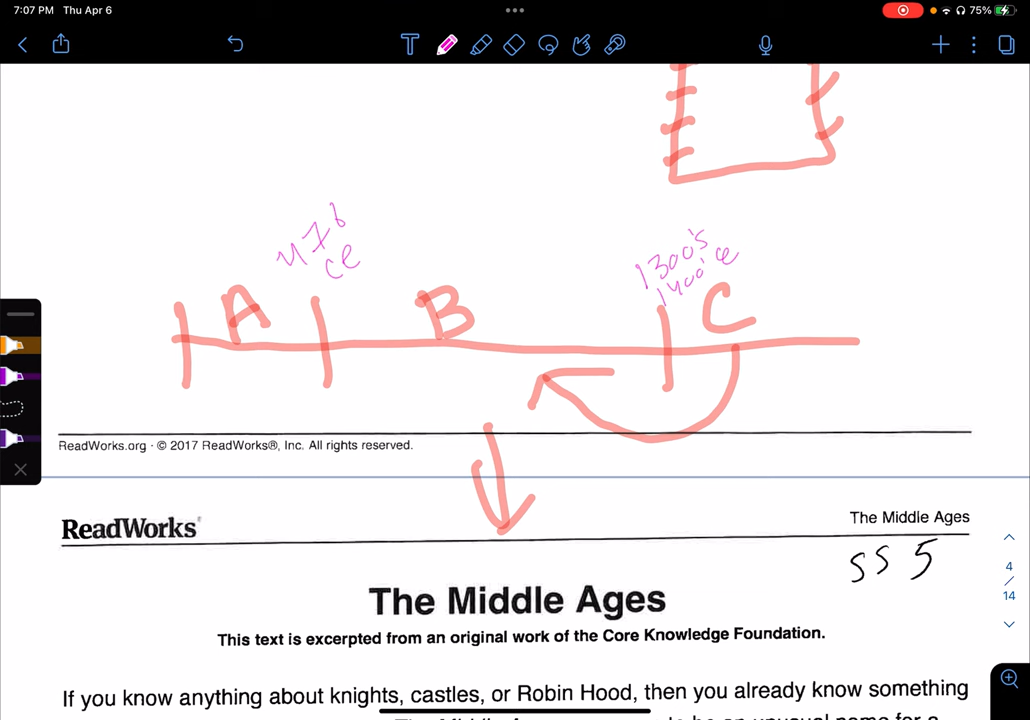 7:07 PM Thu Apr 6
75%
476
CE
1300's
1400's CE
A
B
C
ReadWorks.org · © 2017 ReadWorks®, Inc. All rights reserved.
ReadWorks®
The Middle Ages
SS 5
The Middle Ages
This text is excerpted from an original work of the Core Knowledge Foundation.
If you know anything about knights, castles, or Robin Hood, then you already know something
4
/
14